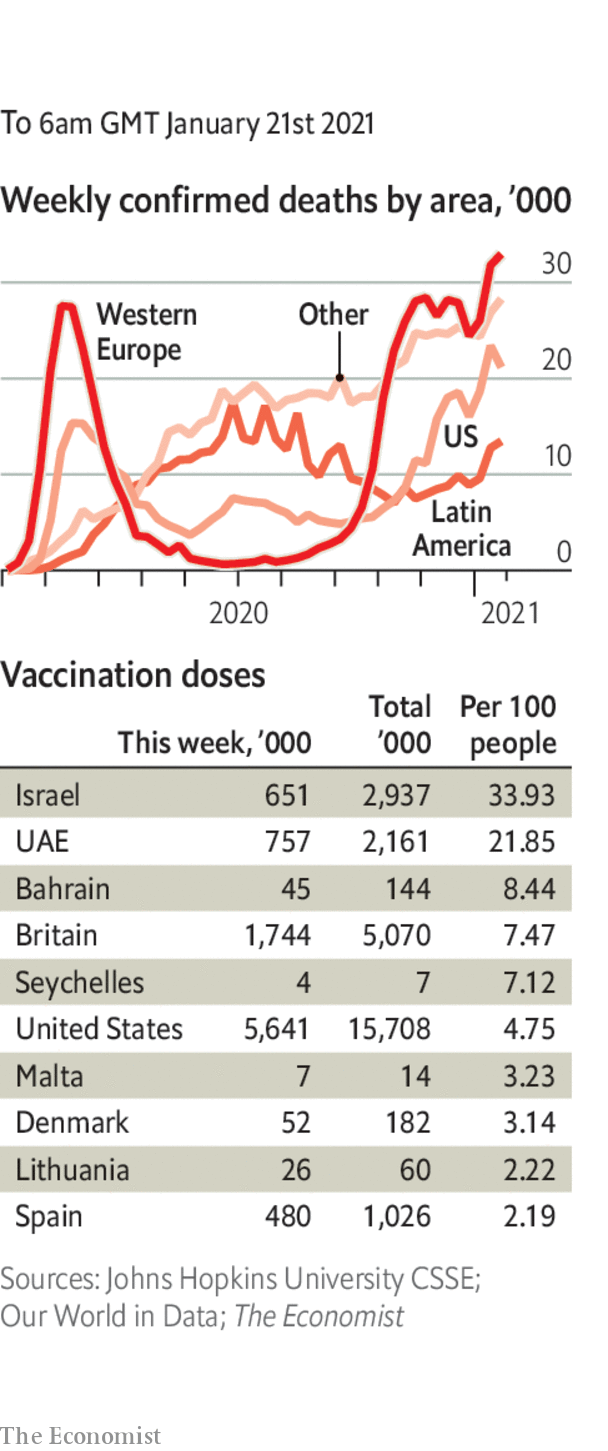 To 6am GMT January 21st 2021
Weekly confirmed deaths by area, ’000
30
Western
Europe
Other
20
US
10
Latin
America
0
2020
2021
Vaccination doses
This week, ’000
Total
’000
Per 100
people
Israel 651 2,937 33.93
UAE 757 2,161 21.85
Bahrain 45 144 8.44
Britain 1,744 5,070 7.47
Seychelles 4 7 7.12
United States 5,641 15,708 4.75
Malta 7 14 3.23
Denmark 52 182 3.14
Lithuania 26 60 2.22
Spain 480 1,026 2.19
Sources: Johns Hopkins University CSSE;
Our World in Data; The Economist
The Economist